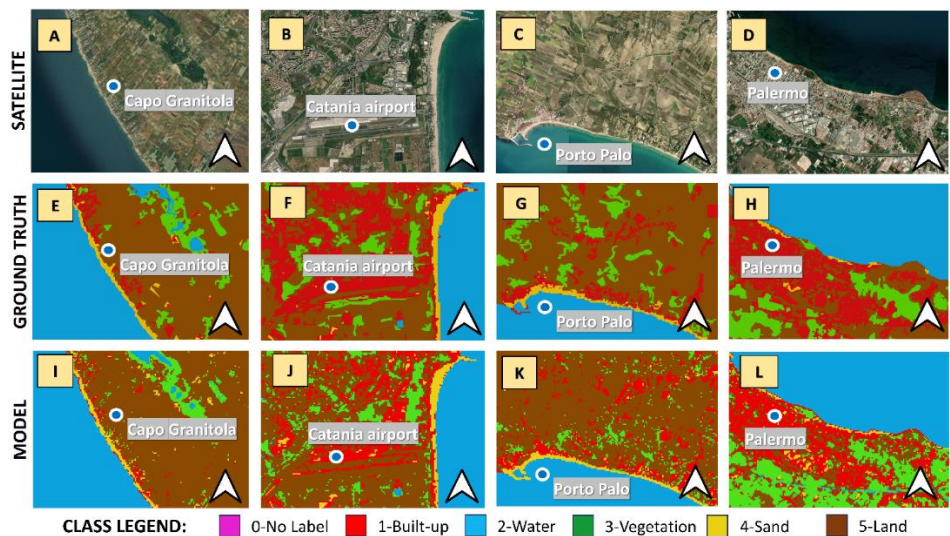 SATELLITE
A
Capo Granitola
B
Catania airport
C
Porto Palo
D
Palermo
GROUND TRUTH
E
Capo Granitola
F
Catania airport
G
Porto Palo
H
Palermo
MODEL
I
Capo Granitola
J
Catania airport
K
Porto Palo
L
Palermo
CLASS LEGEND: 0-No Label 1-Built-up 2-Water 3-Vegetation 4-Sand 5-Land